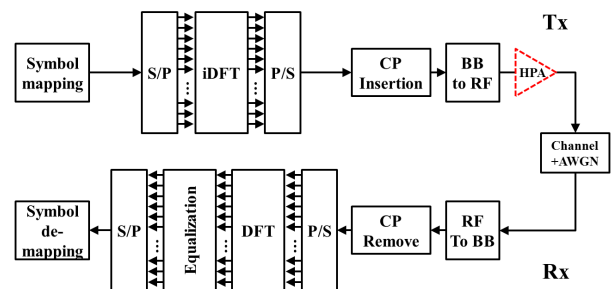 Tx
Symbol
mapping
S/P
iDFT
P/S
CP
Insertion
BB
to RF
HPA
Channel
+AWGN
Symbol
de-
mapping
S/P
Equalization
DFT
P/S
CP
Remove
RF
To BB
Rx